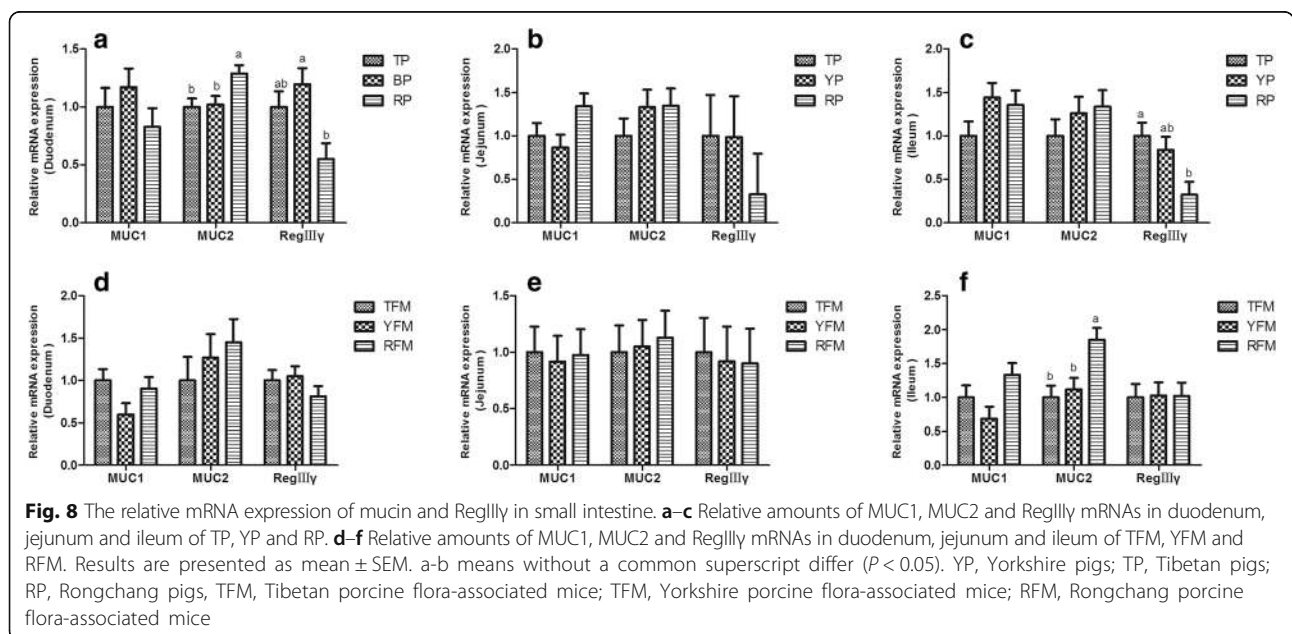 a
Relative mRNA expression
(Duodenum)
1.5
1.0
0.5
0.0
b b a
ab a b
MUC1 MUC2 RegIIIγ
TP
BP
RP
b
Relative mRNA expression
(Jejunum)
2.0
1.5
1.0
0.5
0.0
MUC1 MUC2 RegIIIγ
TP
YP
RP
c
Relative mRNA expression
(Ileum)
2.0
1.5
1.0
0.5
0.0
a ab b
MUC1 MUC2 RegIIIγ
TP
YP
RP
d
Relative mRNA expression
(Duodenum)
2.0
1.5
1.0
0.5
0.0
MUC1 MUC2 RegIIIγ
TFM
YFM
RFM
e
Relative mRNA expression
(Jejunum)
1.5
1.0
0.5
0.0
MUC1 MUC2 RegIIIγ
TFM
YFM
RFM
f
Relative mRNA expression
(Ileum)
2.5
2.0
1.5
1.0
0.5
0.0
b b a
MUC1 MUC2 RegIIIγ
TFM
YFM
RFM
Fig. 8 The relative mRNA expression of mucin and RegIIIγ in small intestine. a–c Relative amounts of MUC1, MUC2 and RegIIIγ mRNAs in duodenum,
jejunum and ileum of TP, YP and RP. d–f Relative amounts of MUC1, MUC2 and RegIIIγ mRNAs in duodenum, jejunum and ileum of TFM, YFM and
RFM. Results are presented as mean ± SEM. a-b means without a common superscript differ (P < 0.05). YP, Yorkshire pigs; TP, Tibetan pigs;
RP, Rongchang pigs, TFM, Tibetan porcine flora-associated mice; TFM, Yorkshire porcine flora-associated mice; RFM, Rongchang porcine
flora-associated mice